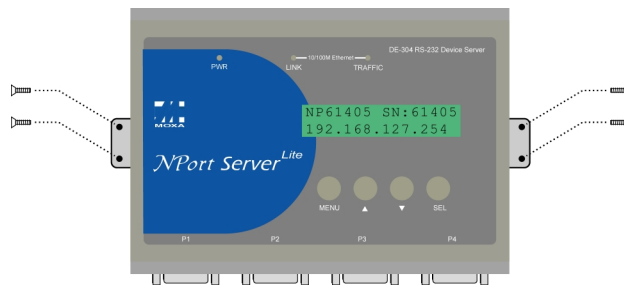 DE-304 RS-232 Device Server
10/100M Ethernet
PWR LINK TRAFFIC
MOXA
NP61405 SN:61405
192.168.127.254
NPort Server Lite
MENU ▲ ▼ SEL
P1 P2 P3 P4